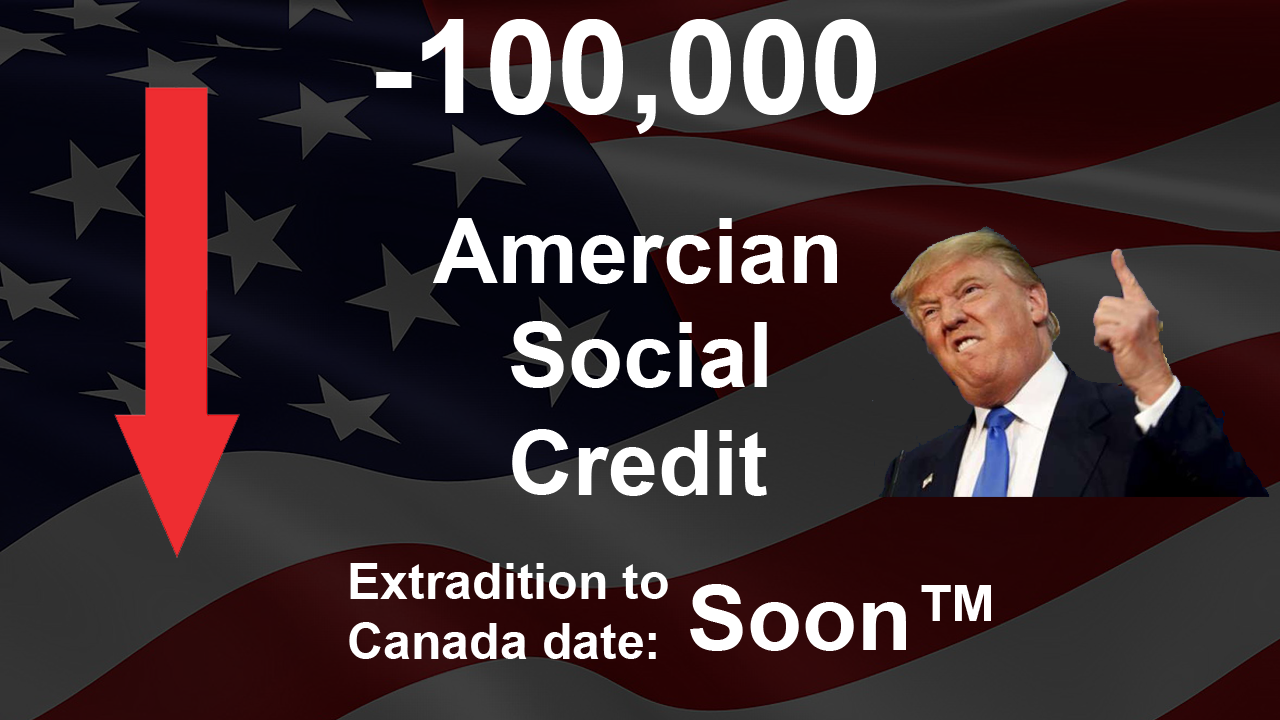 -100,000
Amercian
Social
Credit
Extradition to
Canada date:
Soon™